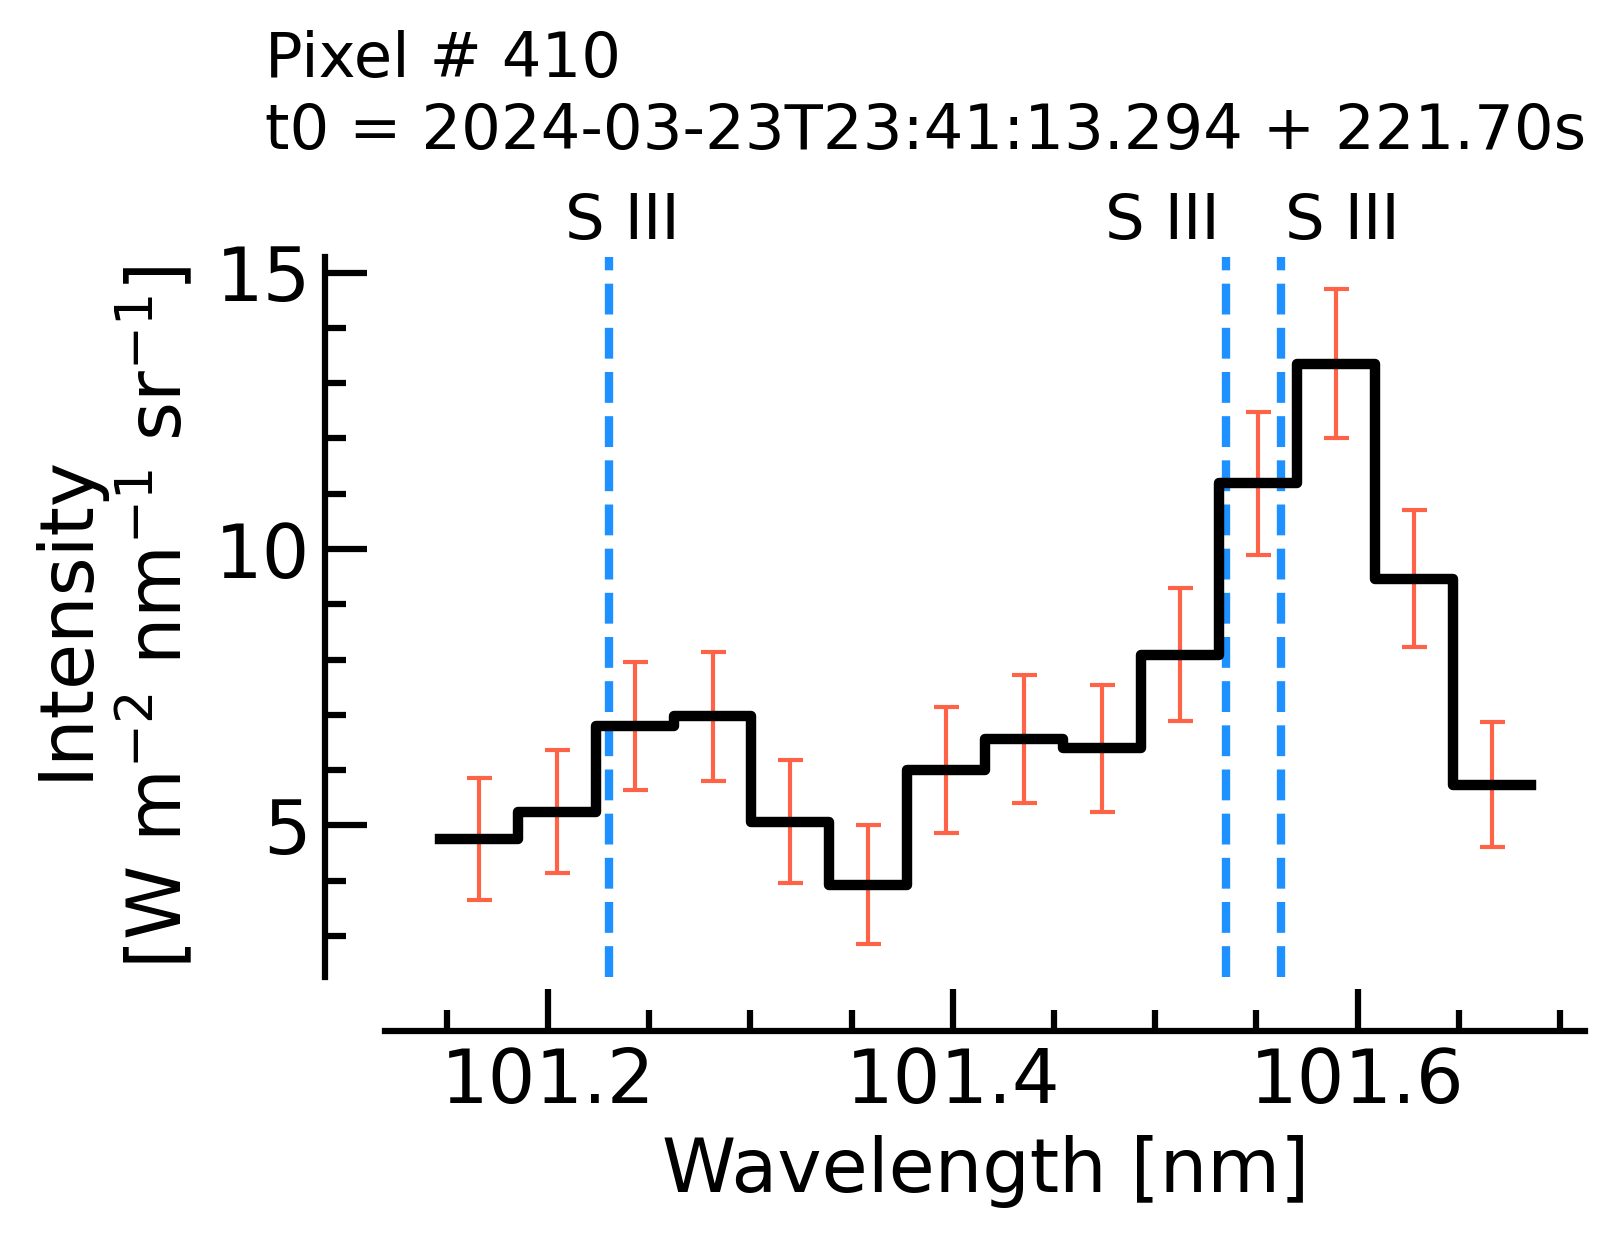 Pixel # 410
t0 = 2024-03-23T23:41:13.294 + 221.70s
S III S III S III
Intensity
[W m⁻² nm⁻¹ sr⁻¹]
15
10
5
101.2 101.4 101.6
Wavelength [nm]